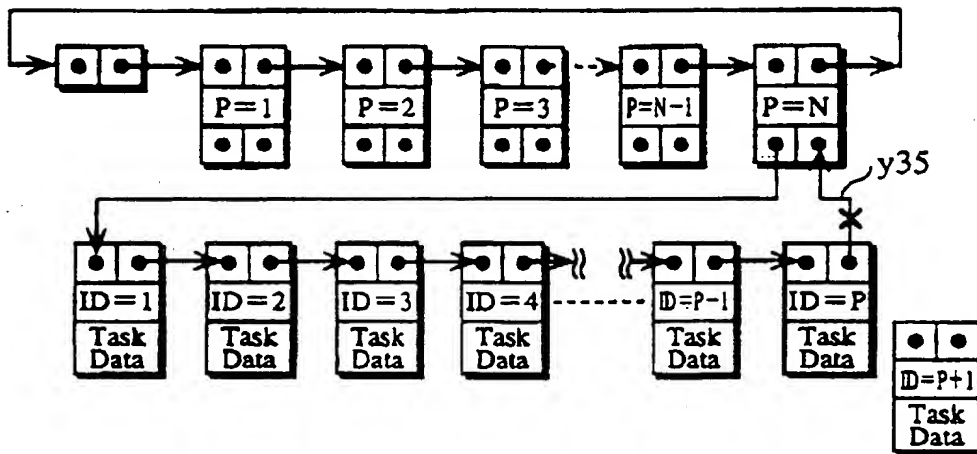 P=1
P=2
P=3
P=N-1
P=N
y35
ID=1
ID=2
ID=3
ID=4
ID=P-1
ID=P
Task
Data
Task
Data
Task
Data
Task
Data
Task
Data
Task
Data
ID=P+1
Task
Data